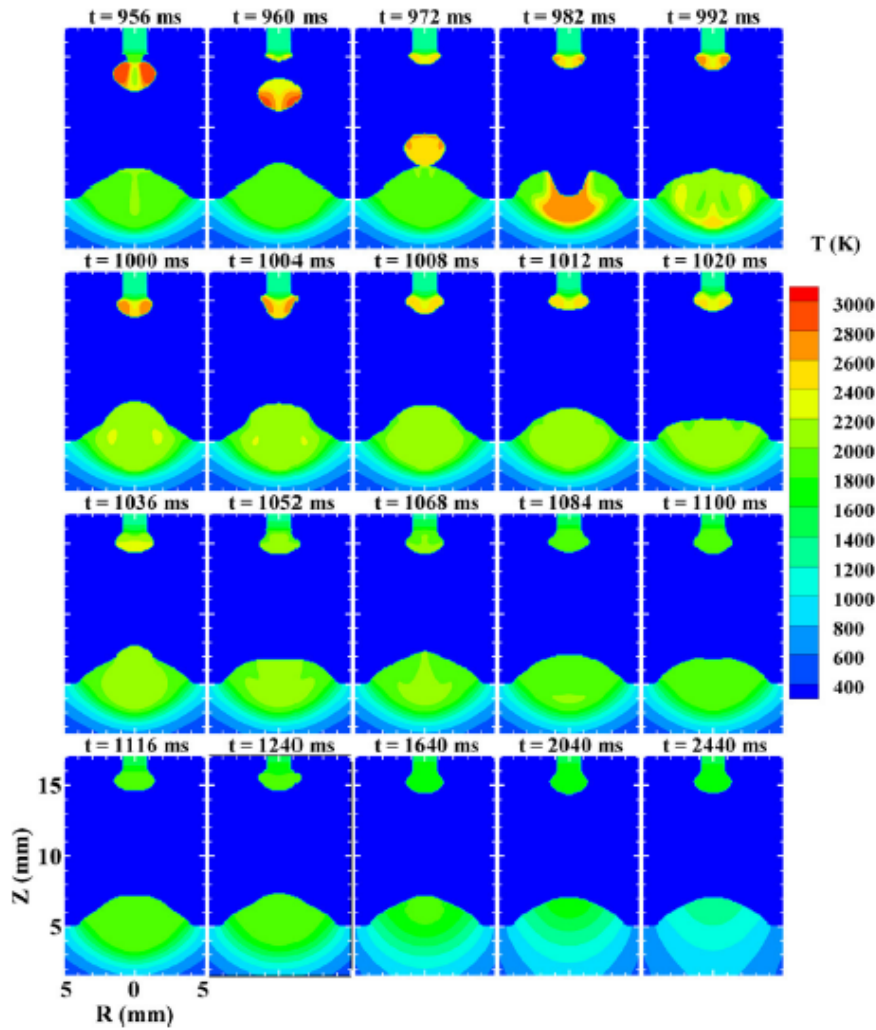 t = 956 ms t = 960 ms t = 972 ms t = 982 ms t = 992 ms
T (K)
t = 1000 ms t = 1004 ms t = 1008 ms t = 1012 ms t = 1020 ms
3000
2800
2600
2400
2200
2000
1800
1600
1400
1200
1000
800
600
400
t = 1036 ms t = 1052 ms t = 1068 ms t = 1084 ms t = 1100 ms
t = 1116 ms t = 1240 ms t = 1640 ms t = 2040 ms t = 2440 ms
15
10
5
Z (mm)
5 0 5
R (mm)